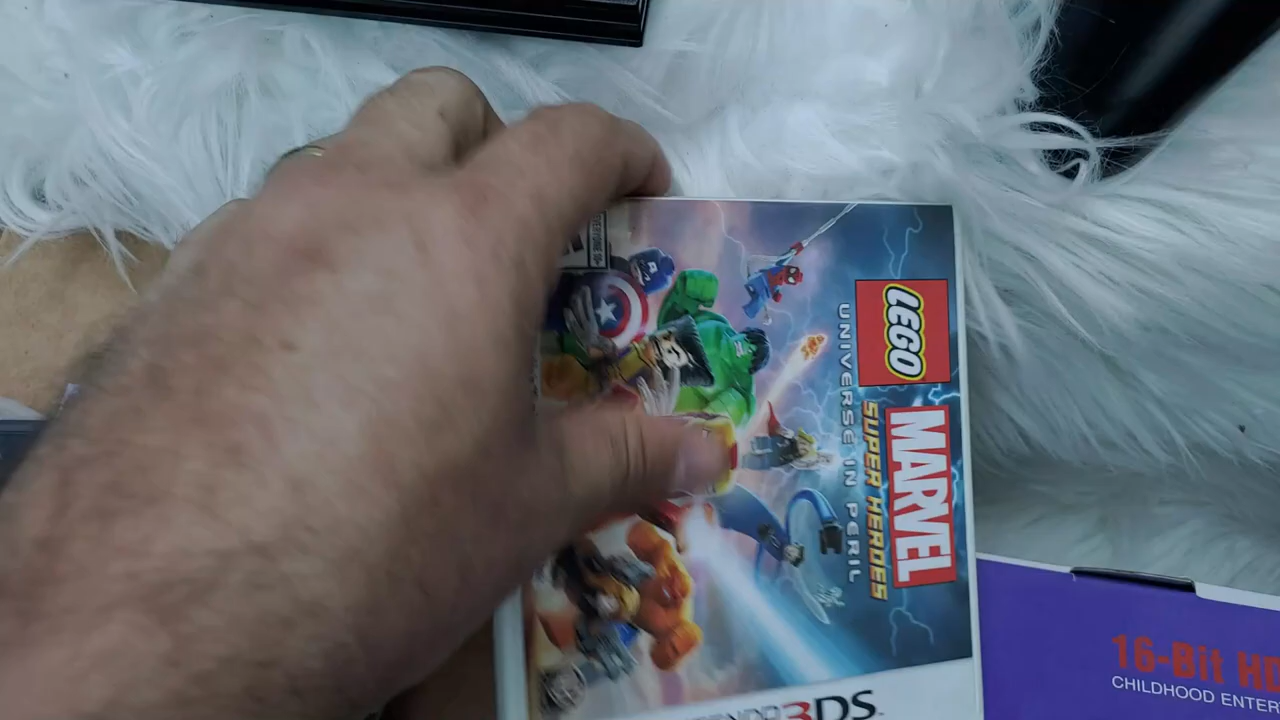 LEGO
MARVEL
SUPER HEROES
UNIVERSE IN PERIL
3DS
16-Bit HD
CHILDHOOD ENTER